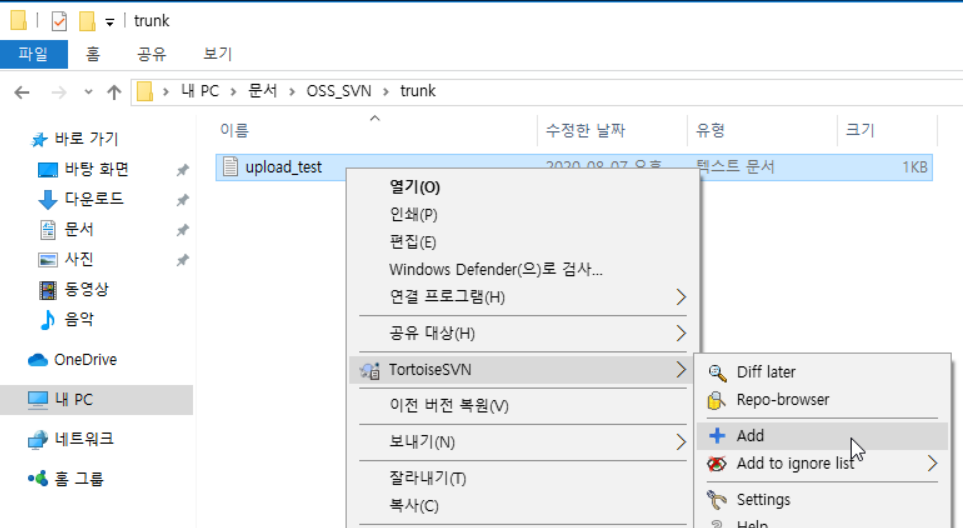 trunk
파일 홈 공유 보기
내 PC > 문서 > OSS_SVN > trunk
이름 수정한 날짜 유형 크기
바로 가기
바탕 화면
다운로드
문서
사진
동영상
음악
OneDrive
내 PC
네트워크
홈 그룹
upload_test 2020-08-07 오후 텍스트 문서 1KB
열기(O)
인쇄(P)
편집(E)
Windows Defender(으)로 검사...
연결 프로그램(H)
공유 대상(H)
TortoiseSVN
이전 버전 복원(V)
보내기(N)
잘라내기(T)
복사(C)
Diff later
Repo-browser
Add
Add to ignore list
Settings
Help